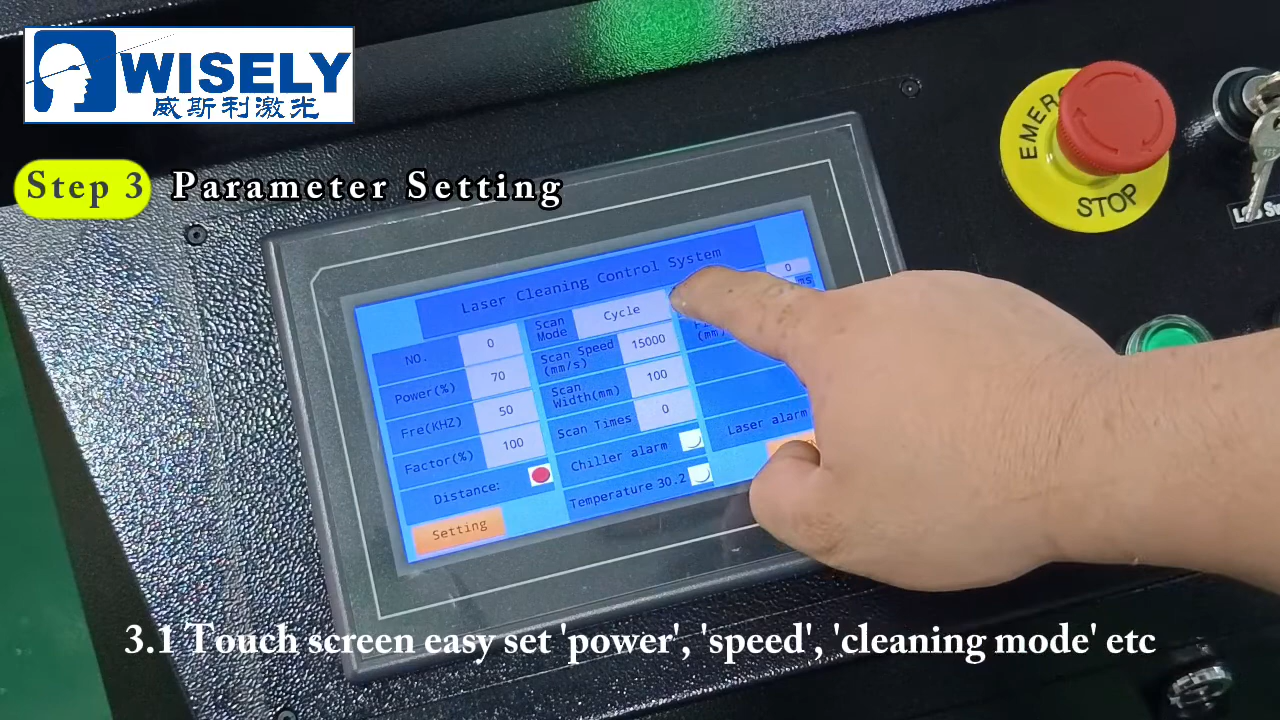 WISELY
威斯利激光
Step 3 Parameter Setting
EMERG
STOP
Laser Cleaning Control System
NO. 0
Power(%) 70
Fre(KHZ) 50
Factor(%) 100
Distance:
Setting
Scan Mode Cycle
Scan Speed (mm/s) 15000
Scan Width(mm) 100
Scan Times 0
Chiller alarm
Temperature 30.2
0
ms
(mm)
Laser alarm
3.1 Touch screen easy set 'power', 'speed', 'cleaning mode' etc